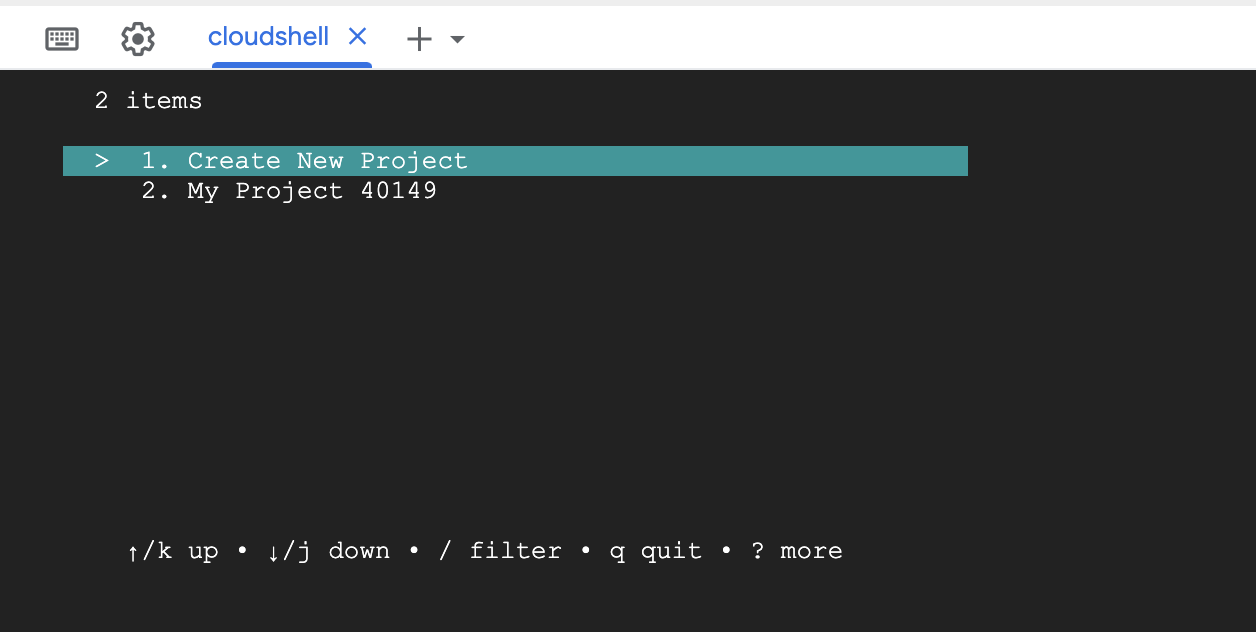 cloudshell
2 items
> 1. Create New Project
2. My Project 40149
↑/k up • ↓/j down • / filter • q quit • ? more